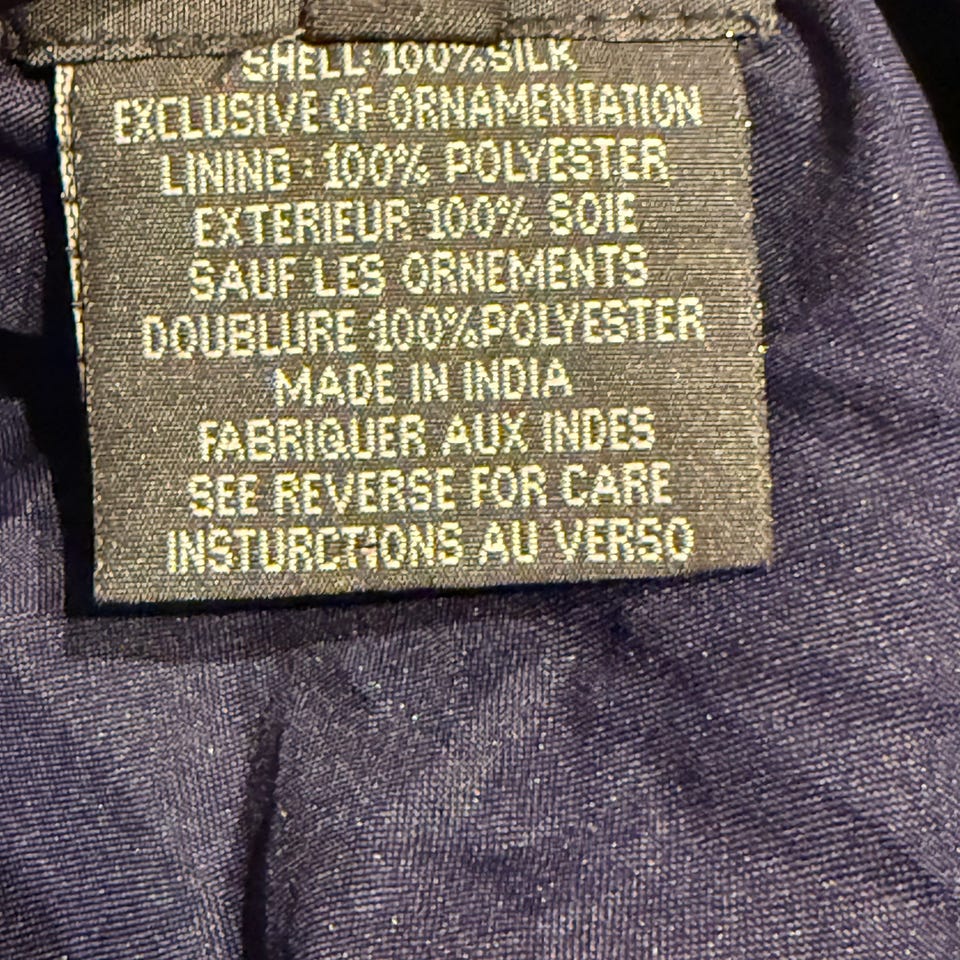 SHELL: 100%SILK
EXCLUSIVE OF ORNAMENTATION
LINING : 100% POLYESTER
EXTERIEUR 100% SOIE
SAUF LES ORNEMENTS
DOUBLURE 100%POLYESTER
MADE IN INDIA
FABRIQUER AUX INDES
SEE REVERSE FOR CARE
INSTURCTIONS AU VERSO